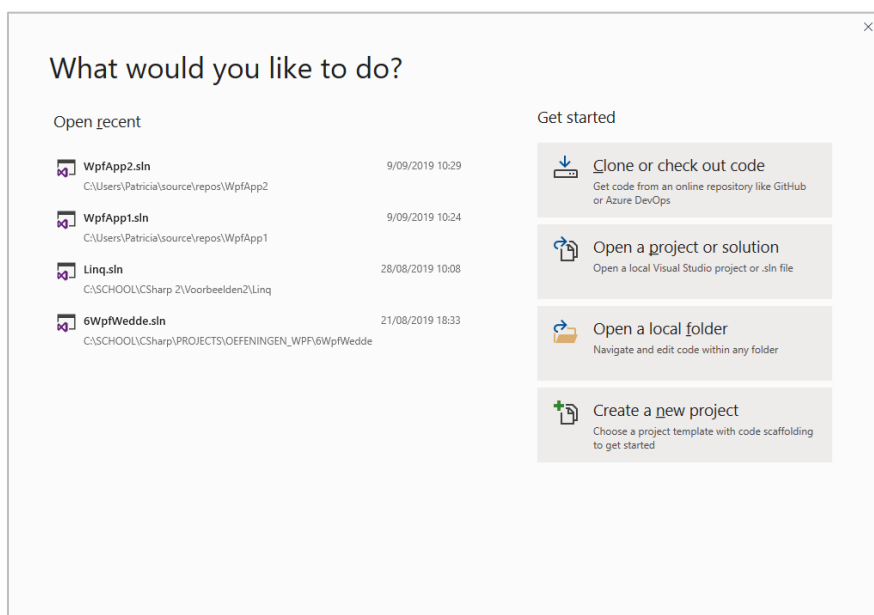 What would you like to do?
Open recent
WpfApp2.sln 9/09/2019 10:29
C:\Users\Patricia\source\repos\WpfApp2
WpfApp1.sln 9/09/2019 10:24
C:\Users\Patricia\source\repos\WpfApp1
Linq.sln 28/08/2019 10:08
C:\SCHOOL\CSharp 2\Voorbeelden2\Linq
6WpfWedde.sln 21/08/2019 18:33
C:\SCHOOL\CSharp\PROJECTS\OEFENINGEN_WPF\6WpfWedde
Get started
Clone or check out code
Get code from an online repository like GitHub
or Azure DevOps
Open a project or solution
Open a local Visual Studio project or .sln file
Open a local folder
Navigate and edit code within any folder
Create a new project
Choose a project template with code scaffolding
to get started